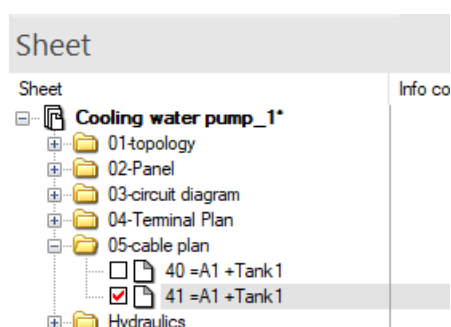 Sheet
Sheet Info co
Cooling water pump_1*
01-topology
02-Panel
03-circuit diagram
04-Terminal Plan
05-cable plan
40 =A1 +Tank1
41 =A1 +Tank1
Hydraulics